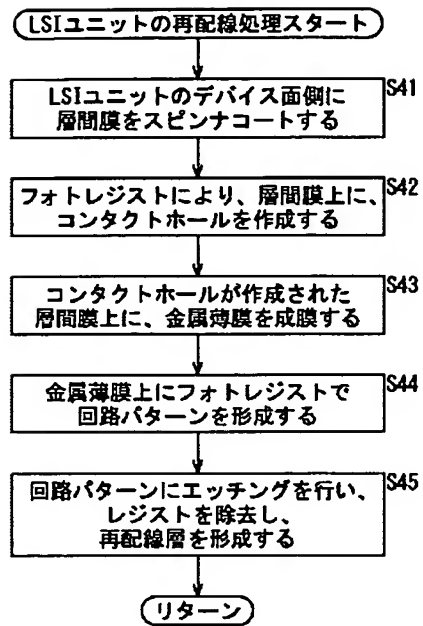 LSIユニットの再配線処理スタート
S41
LSIユニットのデバイス面側に
層間膜をスピンナコートする
S42
フォトレジストにより、層間膜上に、
コンタクトホールを作成する
S43
コンタクトホールが作成された
層間膜上に、金属薄膜を成膜する
S44
金属薄膜上にフォトレジストで
回路パターンを形成する
S45
回路パターンにエッチングを行い、
レジストを除去し、
再配線層を形成する
リターン